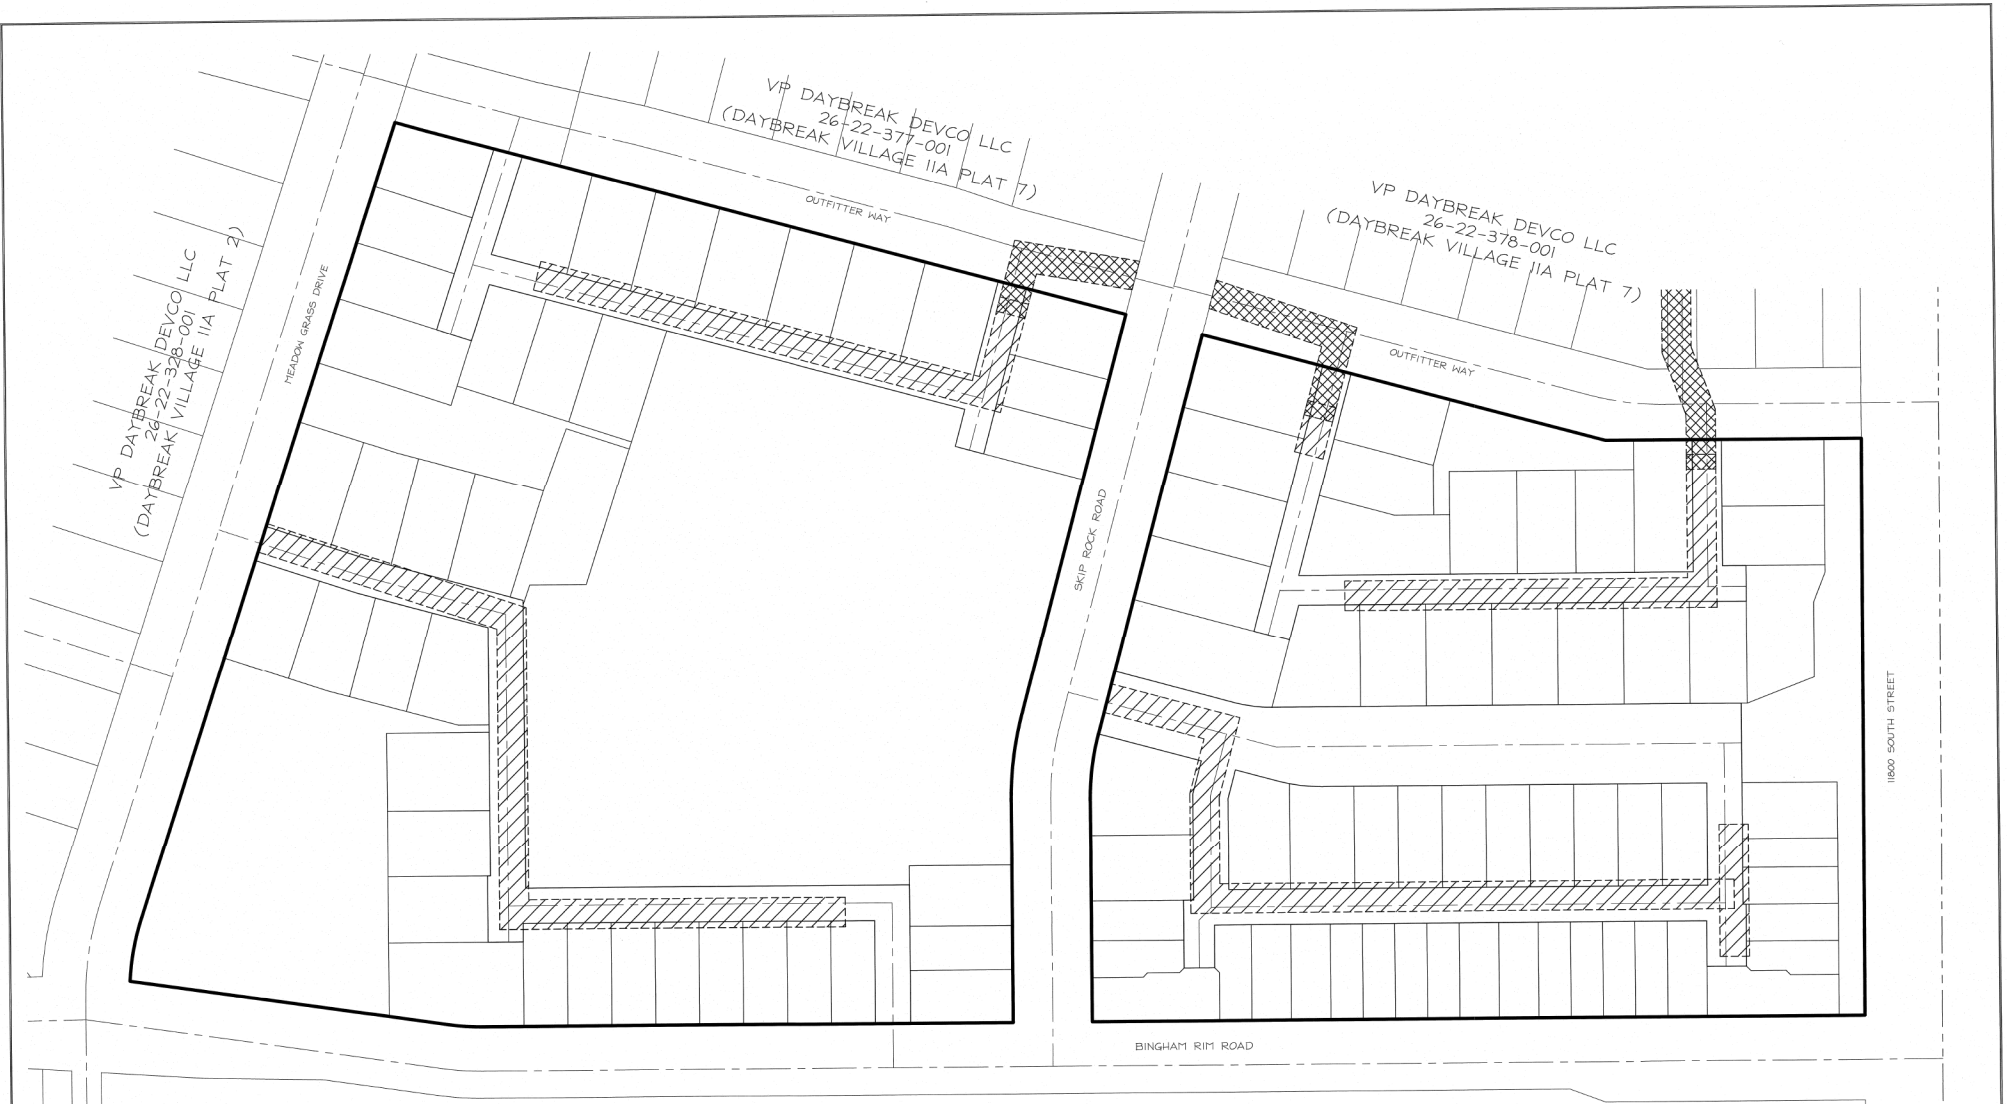 VP DAYBREAK DEVCO LLC
26-22-377-001
(DAYBREAK VILLAGE 11A PLAT 7)
VP DAYBREAK DEVCO LLC
26-22-378-001
(DAYBREAK VILLAGE 11A PLAT 7)
VP DAYBREAK DEVCO LLC
26-22-328-001
(DAYBREAK VILLAGE 11A PLAT 2)
OUTFITTER WAY
OUTFITTER WAY
MEADOW GRASS DRIVE
SKIP ROCK ROAD
11800 SOUTH STREET
BINGHAM RIM ROAD